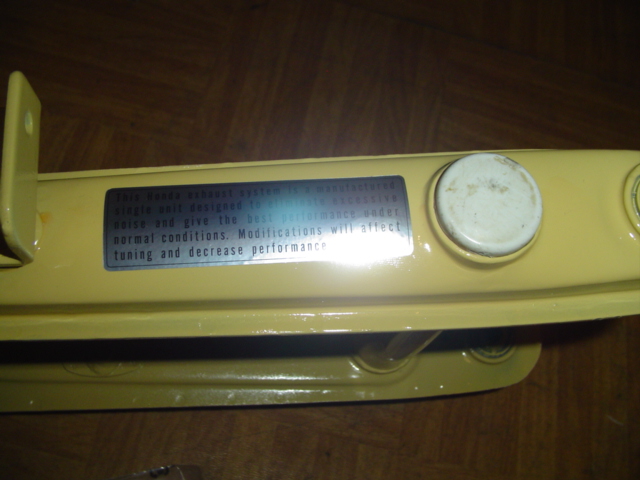 This Honda exhaust system is a manufactured
single unit designed to excessive
noise and give the best performance under
normal conditions. Modifications will affect
tuning and decrease performance